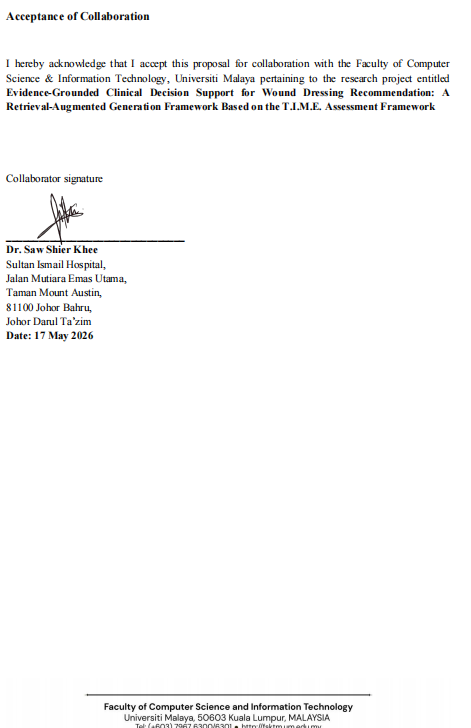 Acceptance of Collaboration
I hereby acknowledge that I accept this proposal for collaboration with the Faculty of Computer
Science & Information Technology, Universiti Malaya pertaining to the research project entitled
Evidence-Grounded Clinical Decision Support for Wound Dressing Recommendation: A
Retrieval-Augmented Generation Framework Based on the T.I.M.E. Assessment Framework
Collaborator signature
Dr. Saw Shier Khee
Sultan Ismail Hospital,
Jalan Mutiara Emas Utama,
Taman Mount Austin,
81100 Johor Bahru,
Johor Darul Ta'zim
Date: 17 May 2026
Faculty of Computer Science and Information Technology
Universiti Malaya, 50603 Kuala Lumpur, MALAYSIA
Tel: (+603) 7967 6300/6301 • http://fsktm.um.edu.my